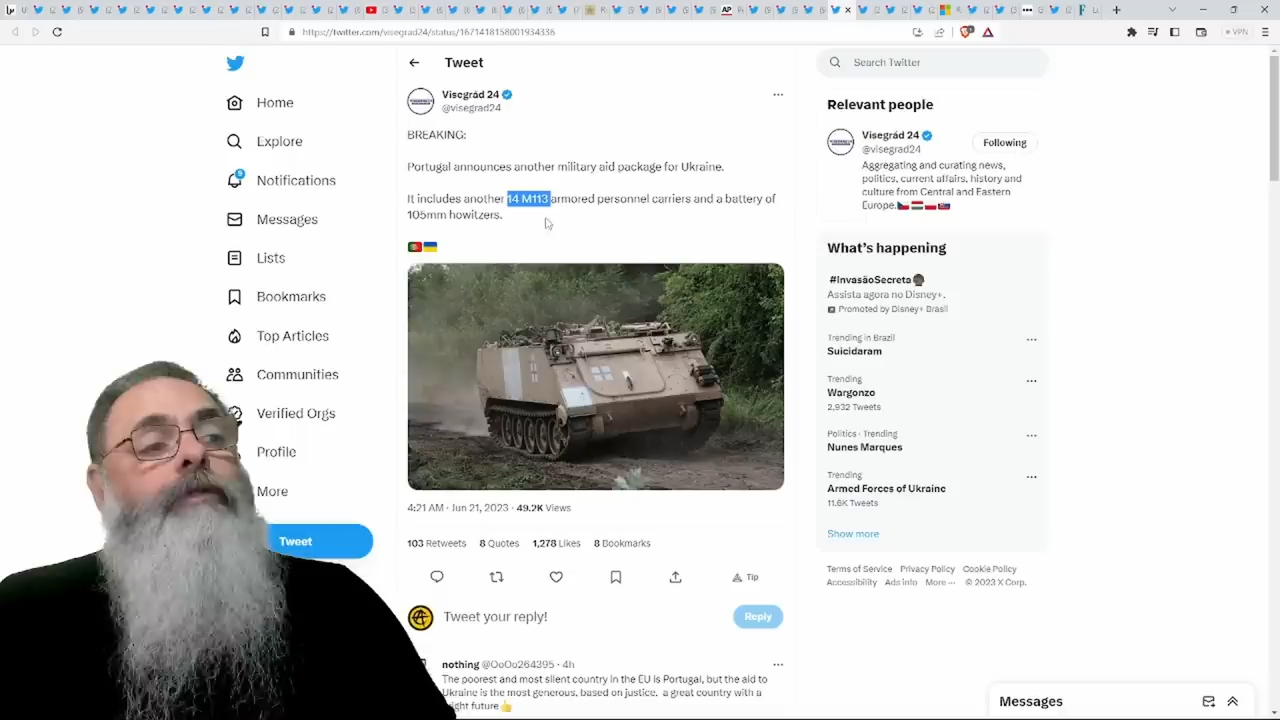 https://twitter.com/visegrad24/status/1671418158001934336
VPN
Home
Explore
9
Notifications
Messages
Lists
Bookmarks
Top Articles
Communities
Verified Orgs
Profile
More
Tweet
Tweet
Visegrád 24
@visegrad24
BREAKING:
Portugal announces another military aid package for Ukraine.
It includes another 14 M113 armored personnel carriers and a battery of
105mm howitzers.
4:21 AM · Jun 21, 2023 · 49.2K Views
103 Retweets 8 Quotes 1,278 Likes 8 Bookmarks
Tip
Tweet your reply!
Reply
nothing @OoOo264395 · 4h
The poorest and most silent country in the EU is Portugal, but the aid to
Ukraine is the most generous, based on justice, a great country with a
right future
Search Twitter
Relevant people
Visegrád 24
@visegrad24
Following
Aggregating and curating news,
politics, current affairs, history and
culture from Central and Eastern
Europe.
What's happening
#InvasãoSecreta
Assista agora no Disney+.
Promoted by Disney+ Brasil
Trending in Brazil
Suicidaram
Trending
Wargonzo
2,932 Tweets
Politics · Trending
Nunes Marques
Trending
Armed Forces of Ukraine
11.6K Tweets
Show more
Terms of Service Privacy Policy Cookie Policy
Accessibility Ads info More ··· © 2023 X Corp.
Messages